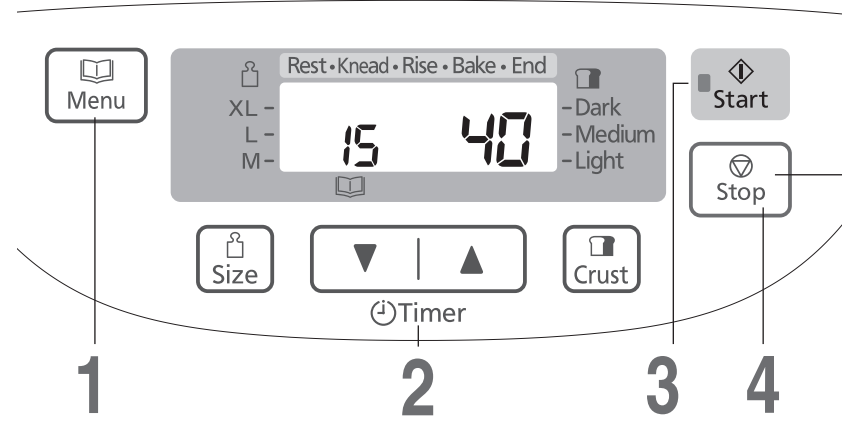 Menu
Rest • Knead • Rise • Bake • End
XL
L
M
15 40
Dark
Medium
Light
Start
Stop
Size
Crust
Timer
1
2
3
4